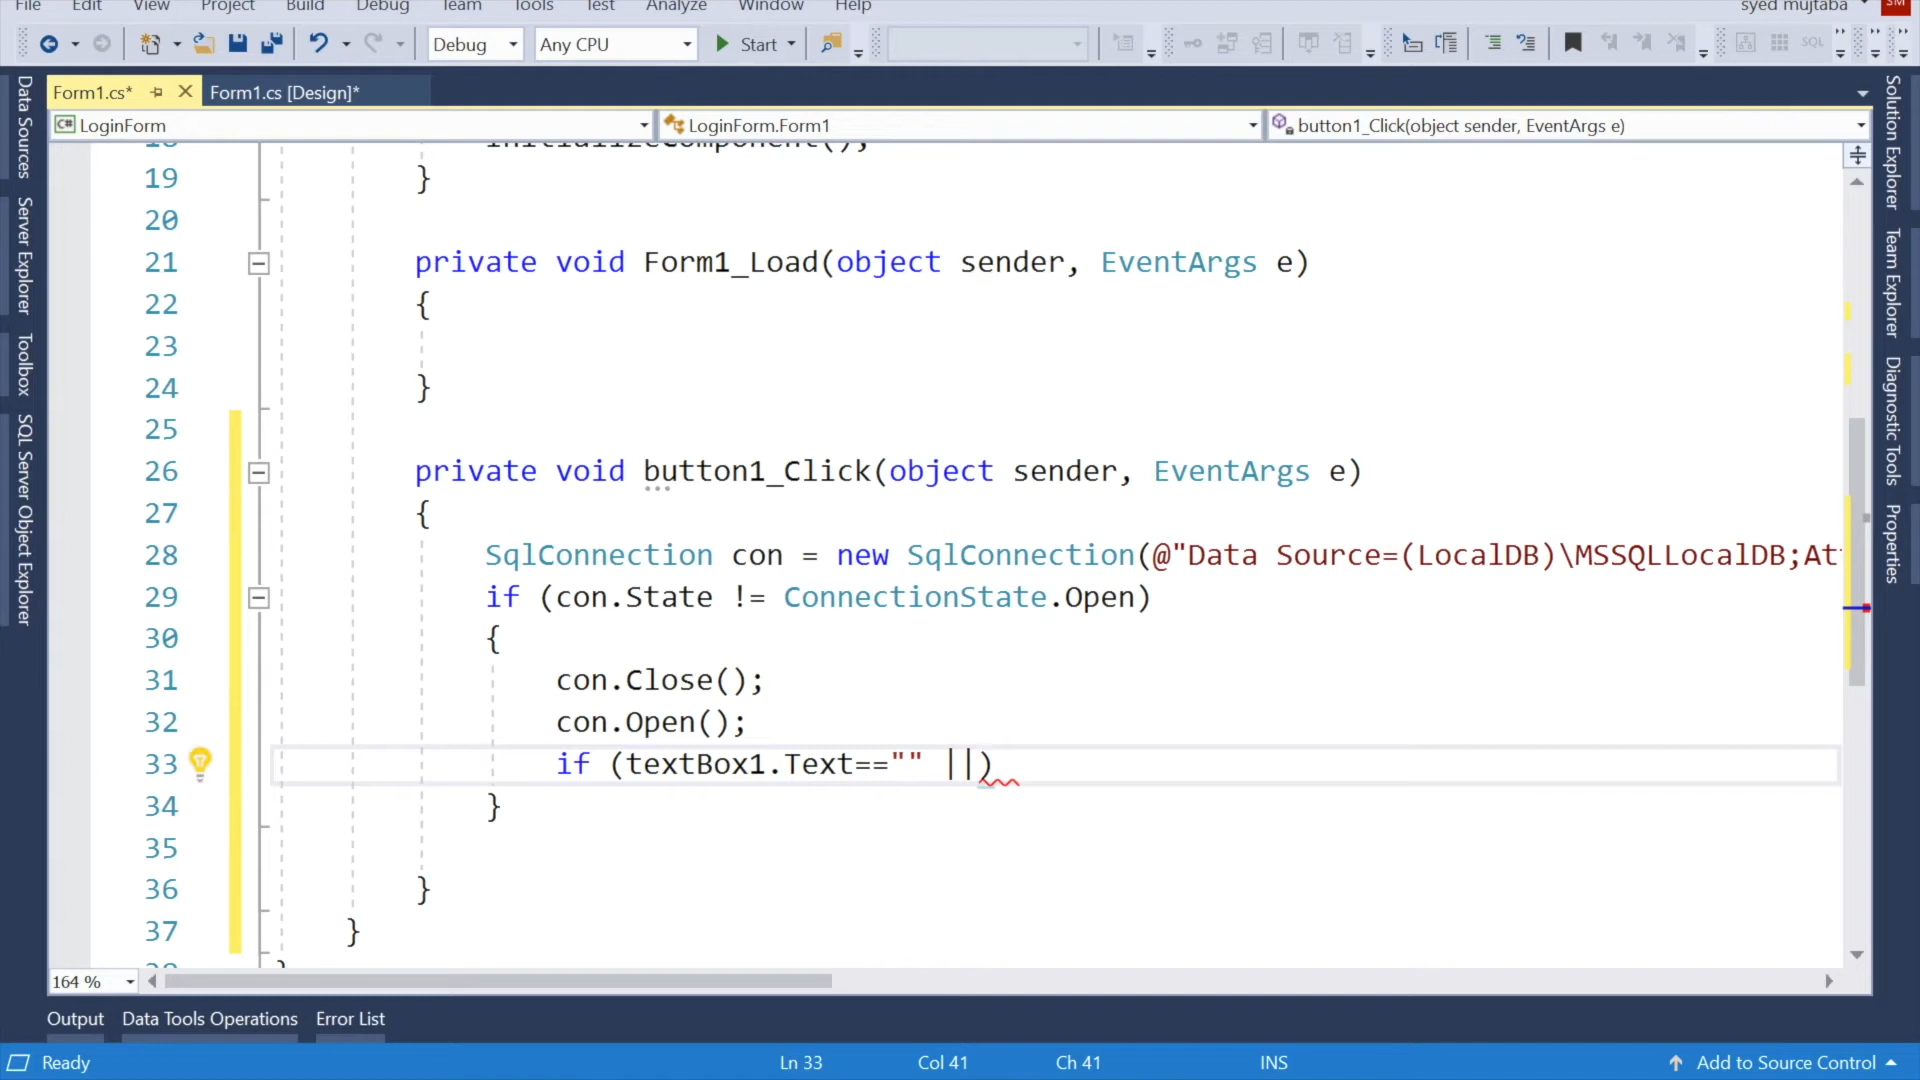 File Edit View Project Build Debug Team Tools Test Analyze Window Help syed mujtaba SM
Debug Any CPU Start SQL
Form1.cs* Form1.cs [Design]*
LoginForm LoginForm.Form1 button1_Click(object sender, EventArgs e)
Data Sources
Server Explorer
Toolbox
SQL Server Object Explorer
18 InitializeComponent();
19 }
20
21 private void Form1_Load(object sender, EventArgs e)
22 {
23
24 }
25
26 private void button1_Click(object sender, EventArgs e)
27 {
28 SqlConnection con = new SqlConnection(@"Data Source=(LocalDB)\MSSQLLocalDB;At
29 if (con.State != ConnectionState.Open)
30 {
31 con.Close();
32 con.Open();
33 if (textBox1.Text=="" ||)
34 }
35
36 }
37 }
38 }
Solution Explorer
Team Explorer
Diagnostic Tools
Properties
164 %
Output Data Tools Operations Error List
Ready Ln 33 Col 41 Ch 41 INS Add to Source Control